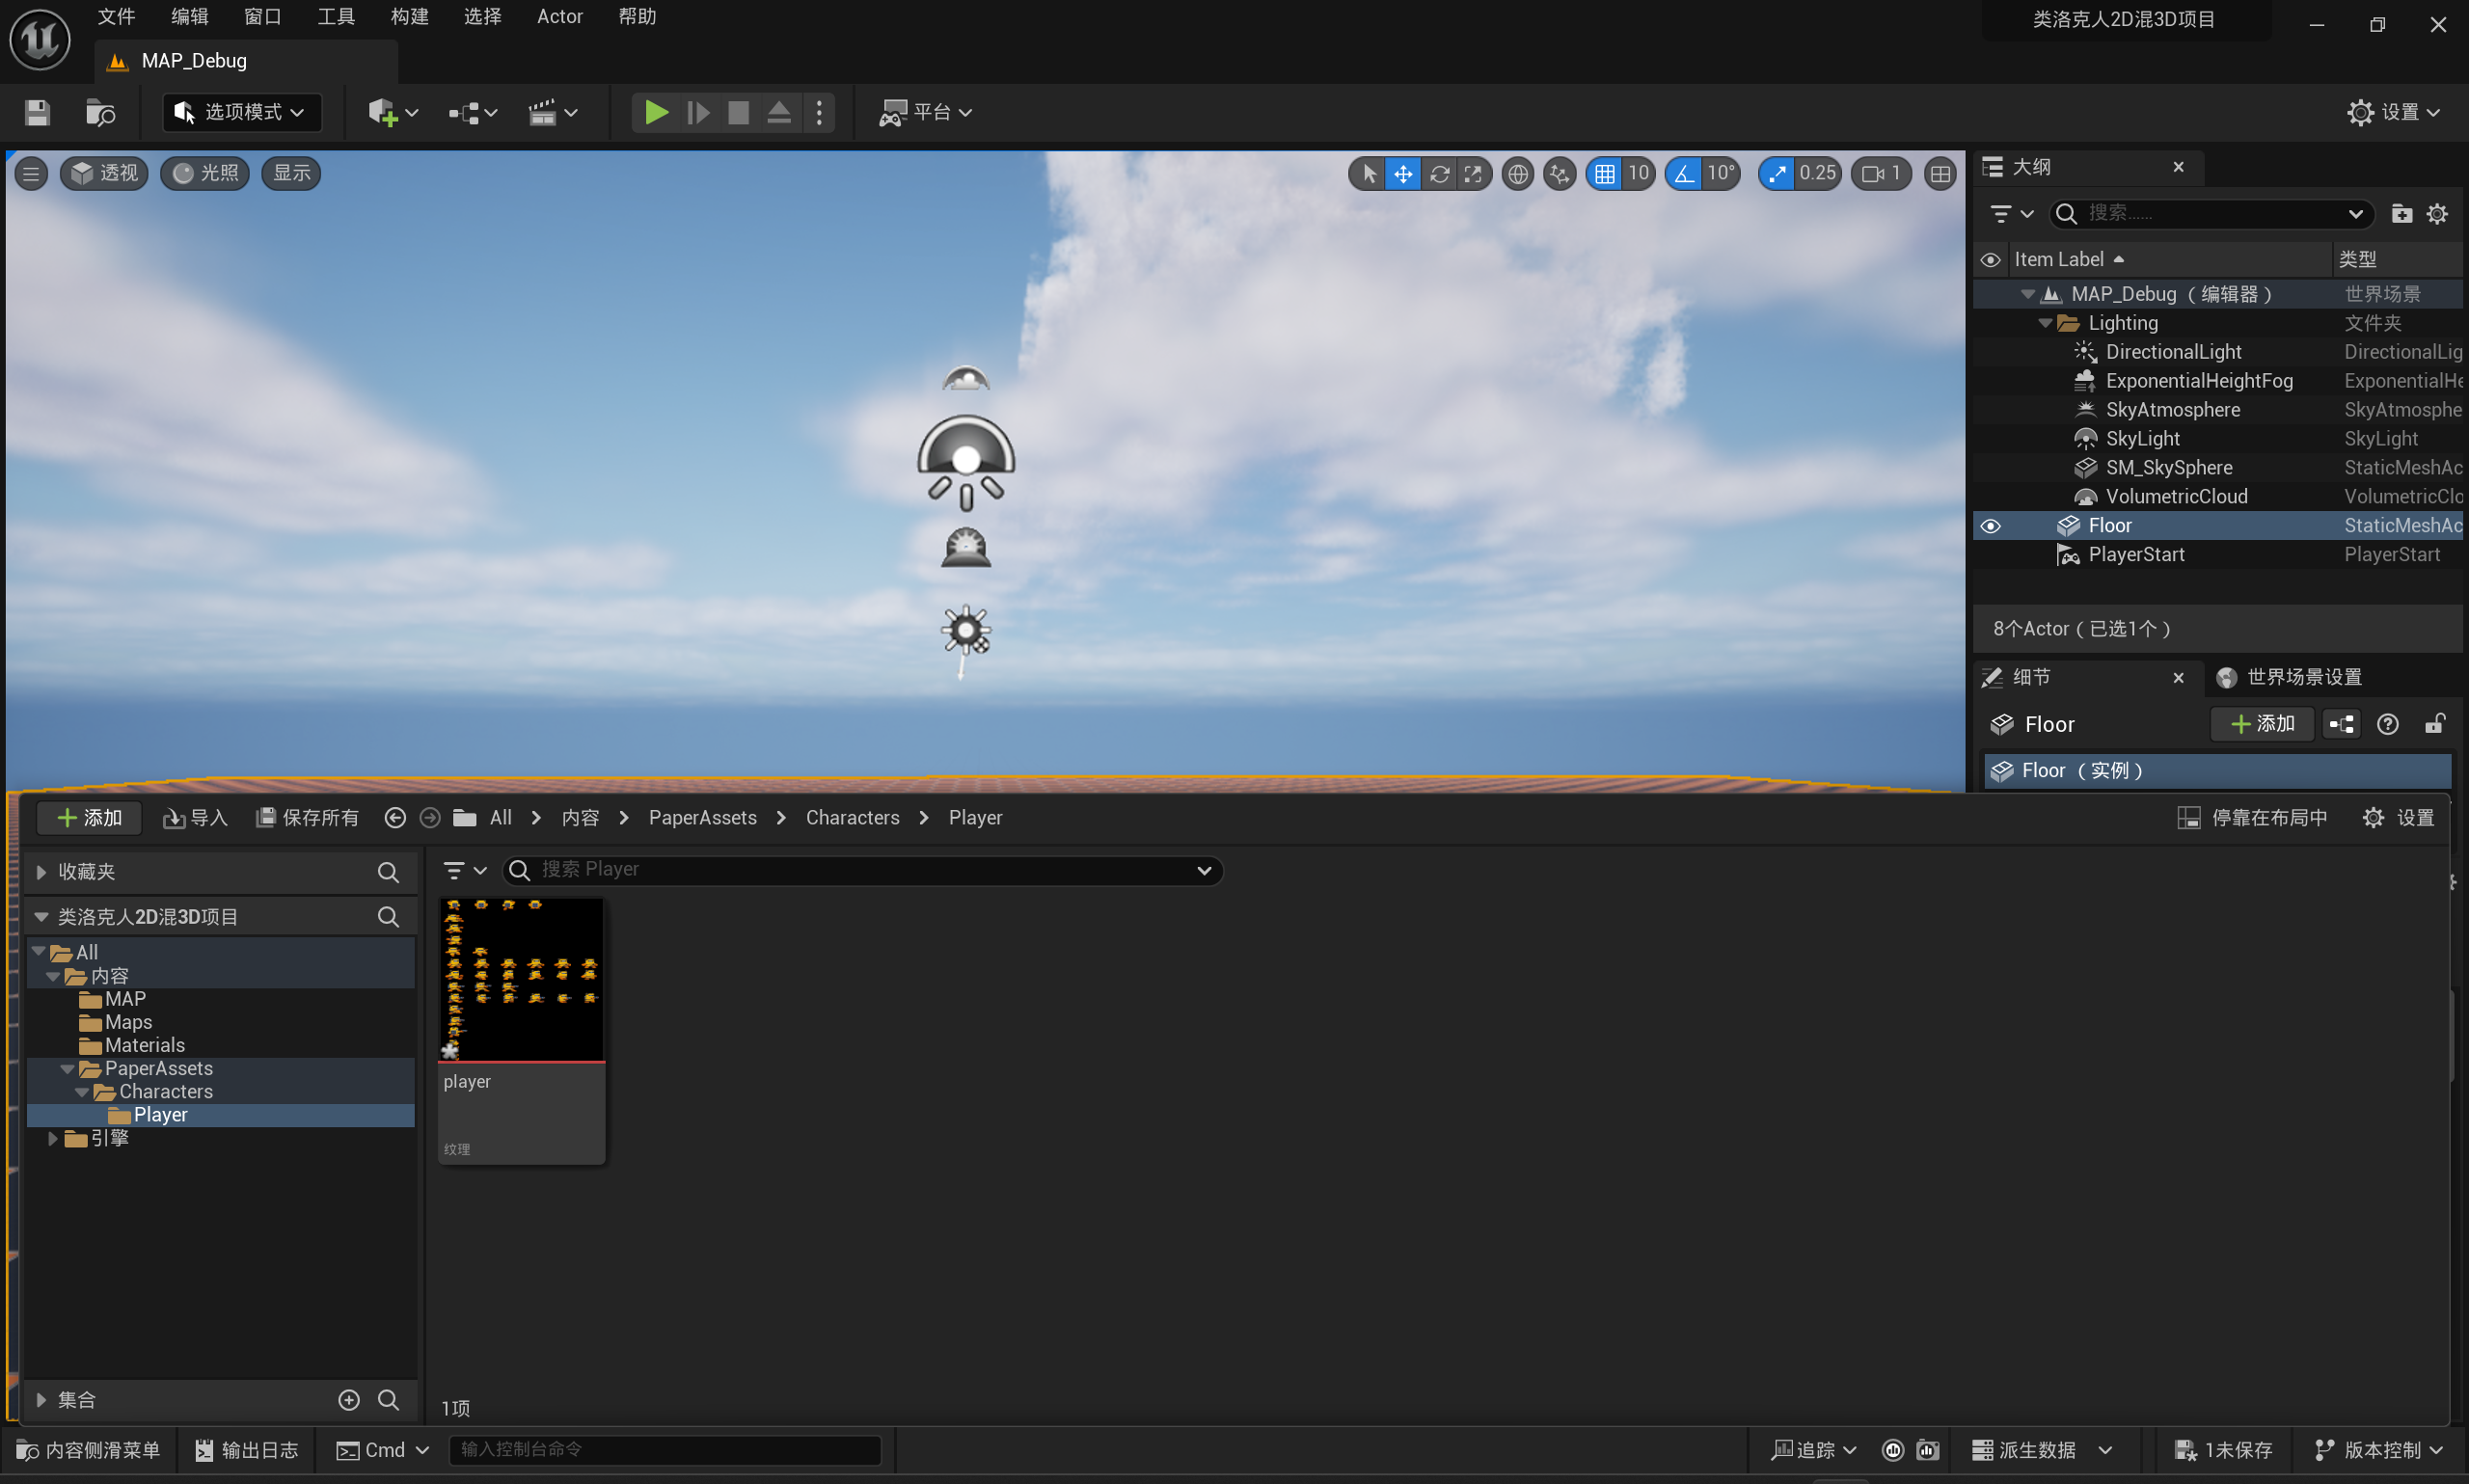 文件 编辑 窗口 工具 构建 选择 Actor 帮助
类洛克人2D混3D项目
MAP_Debug
选项模式
平台
设置
透视 光照 显示
10 10° 0.25 1
大纲
搜索......
Item Label 类型
MAP_Debug（编辑器） 世界场景
Lighting 文件夹
DirectionalLight DirectionalLig
ExponentialHeightFog ExponentialHe
SkyAtmosphere SkyAtmosphe
SkyLight SkyLight
SM_SkySphere StaticMeshAc
VolumetricCloud VolumetricClo
Floor StaticMeshAc
PlayerStart PlayerStart
8个Actor（已选1个）
细节 世界场景设置
Floor 添加
Floor （实例）
添加 导入 保存所有 All 内容 PaperAssets Characters Player 停靠在布局中 设置
收藏夹
搜索 Player
类洛克人2D混3D项目
All
内容
MAP
Maps
Materials
PaperAssets
Characters
Player
引擎
player
纹理
集合
1项
内容侧滑菜单 输出日志 Cmd 输入控制台命令 追踪 派生数据 1未保存 版本控制